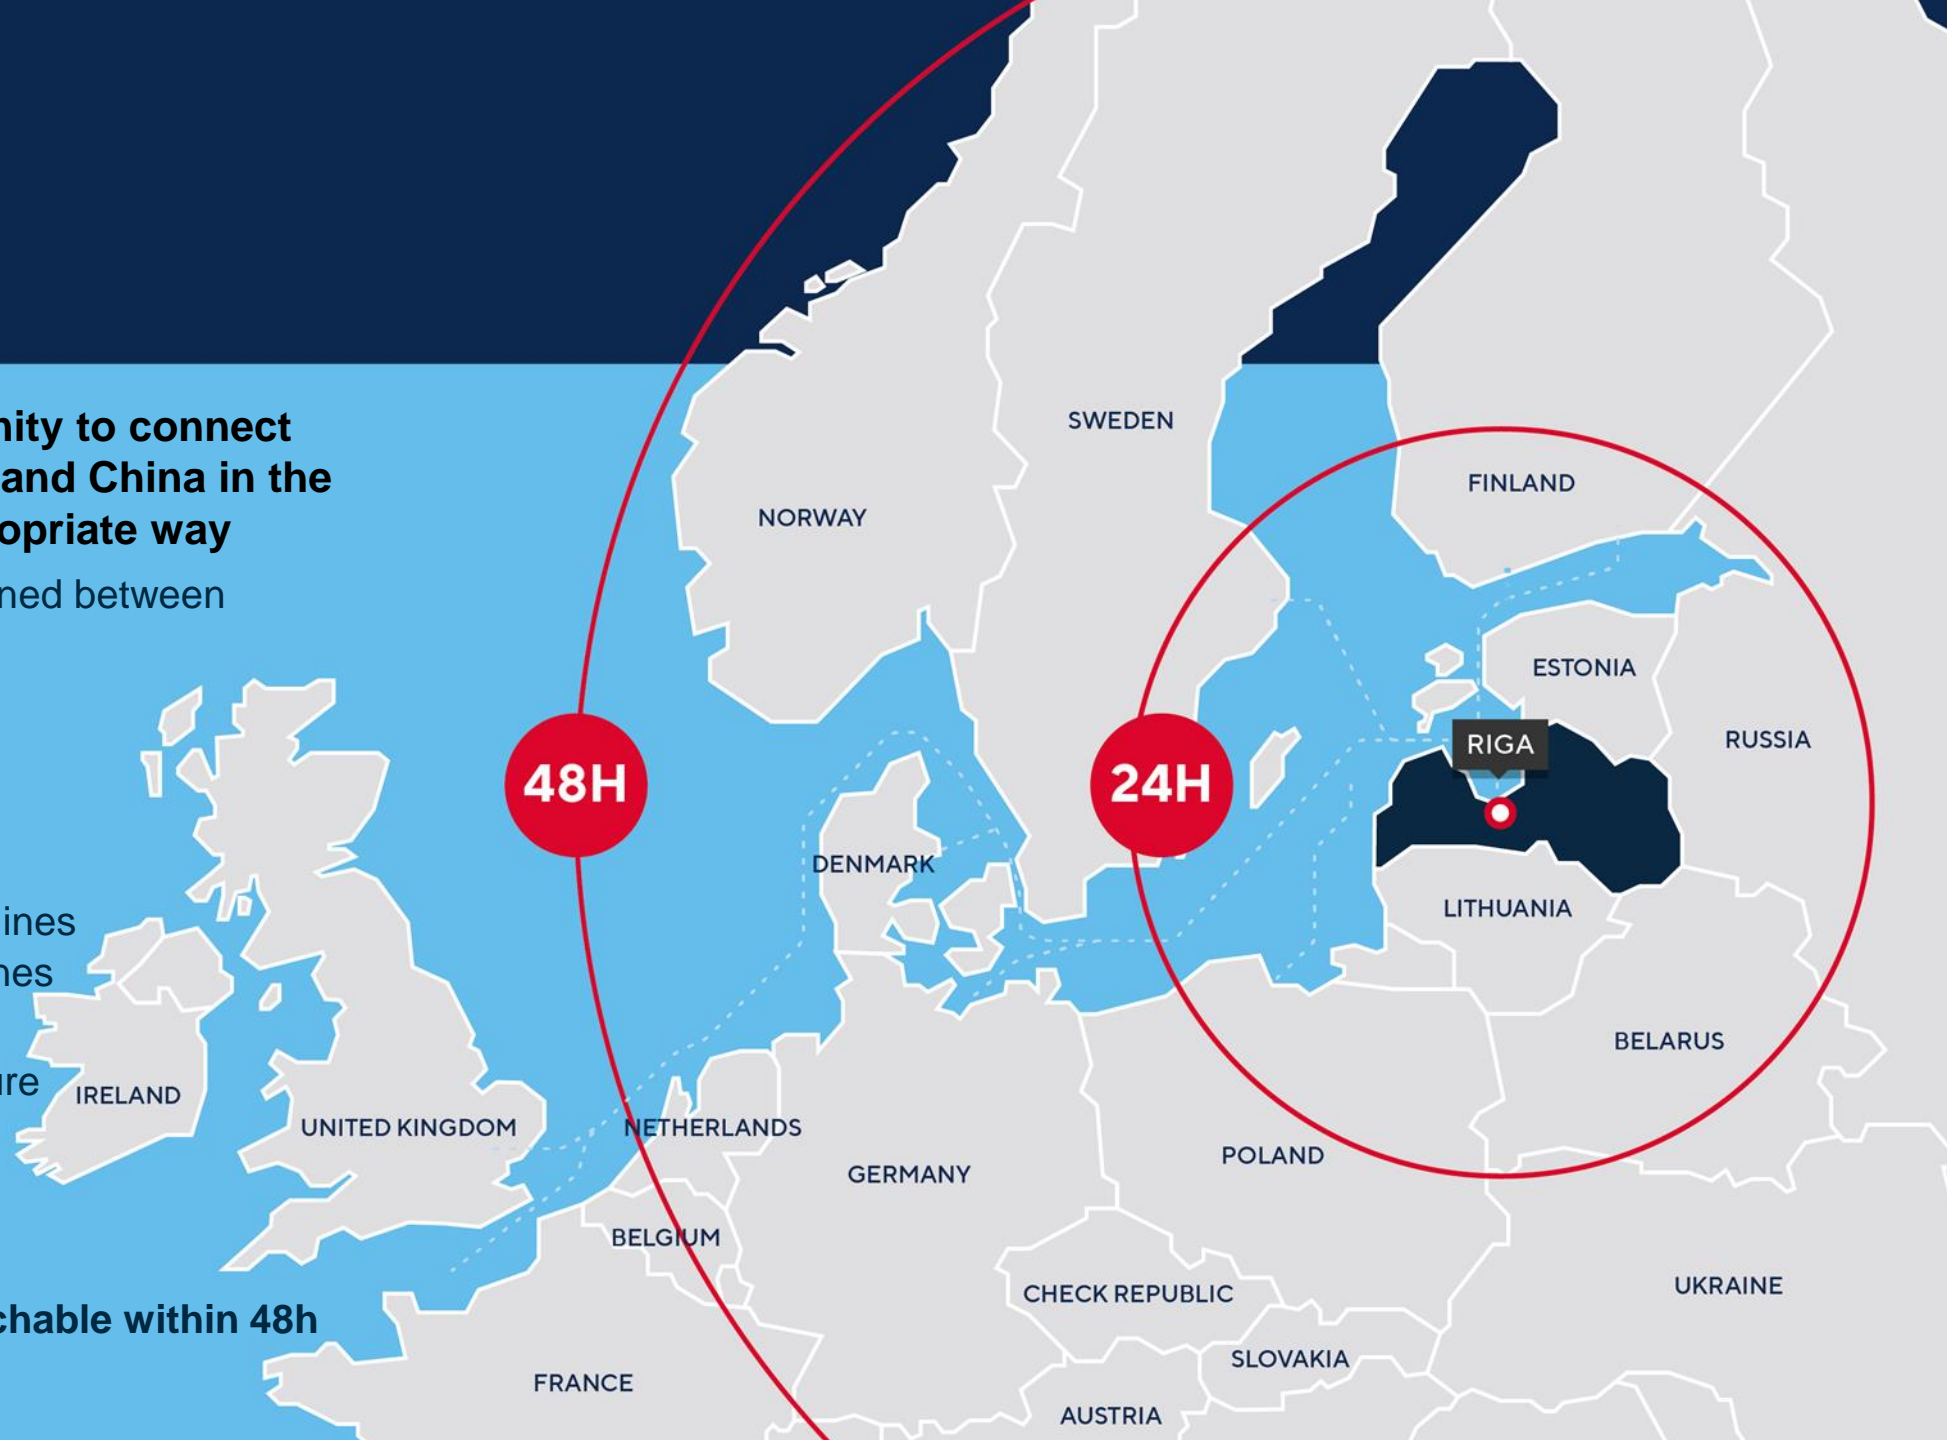 nity to connect
and China in the
opriate way
ned between
ines
nes
ure
chable within 48h
SWEDEN
FINLAND
NORWAY
ESTONIA
RUSSIA
RIGA
48H
24H
DENMARK
LITHUANIA
BELARUS
IRELAND
UNITED KINGDOM
NETHERLANDS
POLAND
GERMANY
BELGIUM
CHECK REPUBLIC
UKRAINE
SLOVAKIA
FRANCE
AUSTRIA